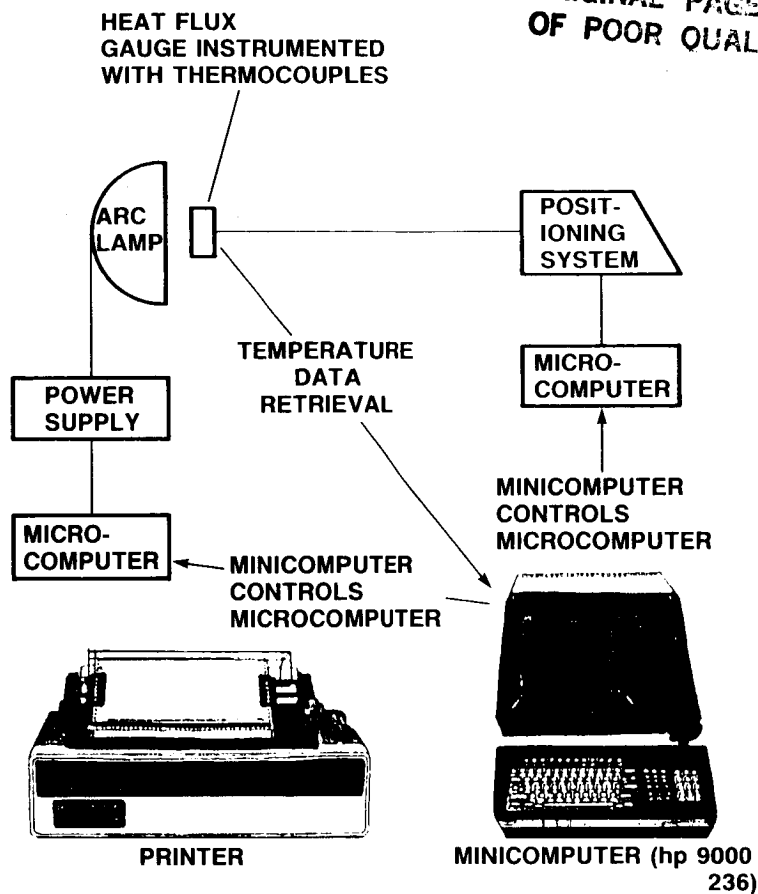 PAGE
OF POOR
HEAT FLUX
GAUGE INSTRUMENTED
WITH THERMOCOUPLES
ARC
LAMP
POSIT-
IONING
SYSTEM
TEMPERATURE
DATA
RETRIEVAL
POWER
SUPPLY
MICRO-
COMPUTER
MINICOMPUTER
CONTROLS
MICROCOMPUTER
MICRO-
COMPUTER
MINICOMPUTER
CONTROLS
MICROCOMPUTER
PRINTER
MINICOMPUTER (hp 9000
236)